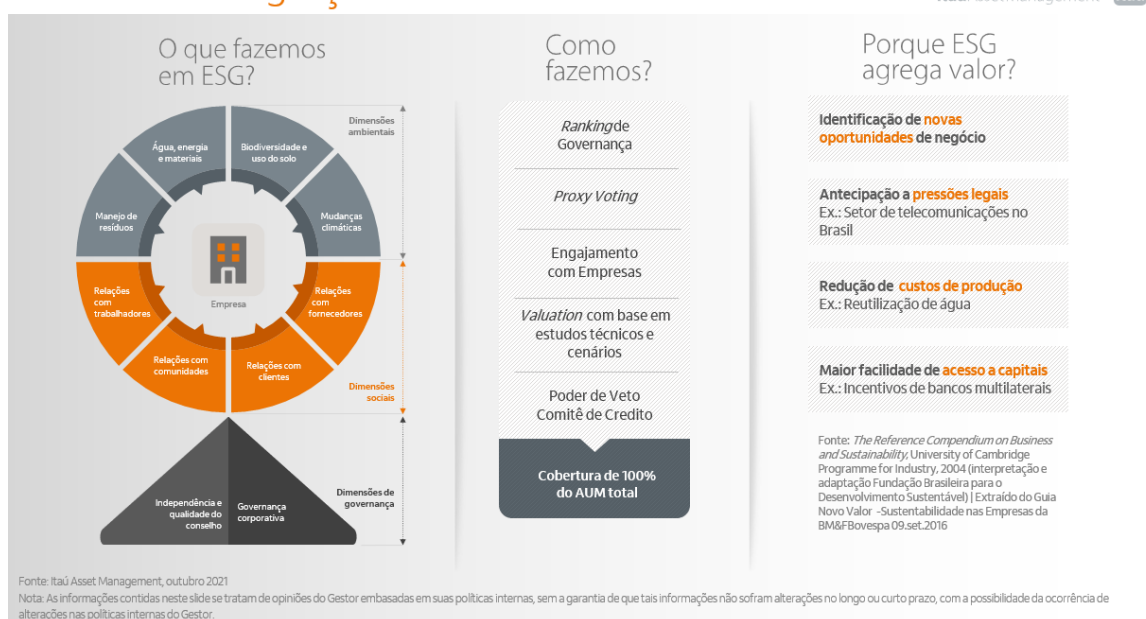 O que fazemos
em ESG?
Dimensões
ambientais
Água, energia
e materiais
Biodiversidade e
uso do solo
Manejo de
resíduos
Mudanças
climáticas
Empresa
Relações
com
trabalhadores
Relações
com
fornecedores
Relações com
comunidades
Relações com
clientes
Dimensões
sociais
Dimensões de
governança
Independência e
qualidade do
conselho
Governança
corporativa
Como
fazemos?
Ranking de
Governança
Proxy Voting
Engajamento
com Empresas
Valuation com base em
estudos técnicos e
cenários
Poder de Veto
Comitê de Credito
Cobertura de 100%
do AUM total
Porque ESG
agrega valor?
Identificação de novas
oportunidades de negócio
Antecipação a pressões legais
Ex.: Setor de telecomunicações no
Brasil
Redução de custos de produção
Ex.: Reutilização de água
Maior facilidade de acesso a capitais
Ex.: Incentivos de bancos multilaterais
Fonte: The Reference Compendium on Business
and Sustainability, University of Cambridge
Programme for Industry, 2004 (interpretação e
adaptação Fundação Brasileira para o
Desenvolvimento Sustentável) | Extraído do Guia
Novo Valor -Sustentabilidade nas Empresas da
BM&FBovespa 09.set.2016
Fonte: Itaú Asset Management, outubro 2021
Nota: As informações contidas neste slide se tratam de opiniões do Gestor embasadas em suas políticas internas, sem a garantia de que tais informações não sofram alterações no longo ou curto prazo, com a possibilidade da ocorrência de
alterações nas políticas internas do Gestor.